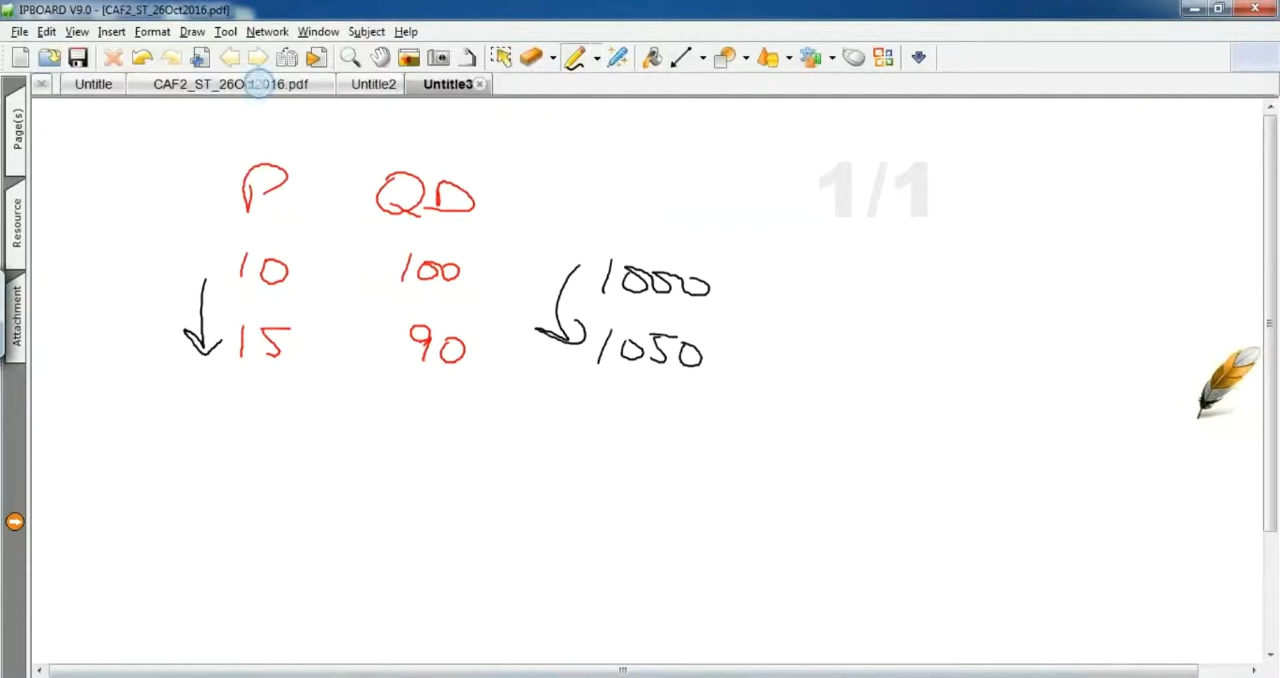 IPBOARD V9.0 - [CAF2_ST_26Oct2016.pdf]
File Edit View Insert Format Draw Tool Network Window Subject Help
Untitle CAF2_ST_26Oct2016.pdf Untitle2 Untitle3
Page(s)
Resource
Attachment
1/1
P QD
10 100 1000
15 90 1050